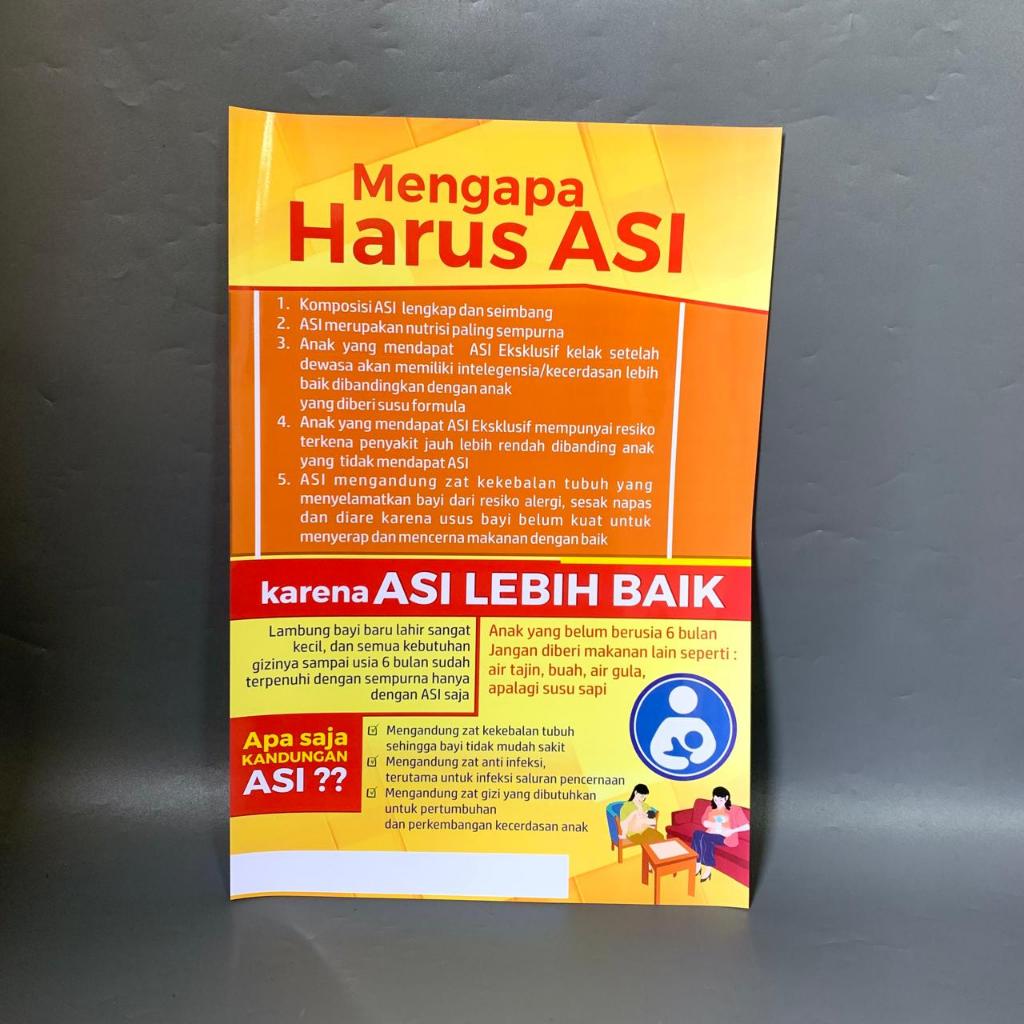 Mengapa
Harus ASI
1. Komposisi ASI lengkap dan seimbang
2. ASI merupakan nutrisi paling sempurna
3. Anak yang mendapat ASI Eksklusif kelak setelah
dewasa akan memiliki intelegensia/kecerdasan lebih
baik dibandingkan dengan anak
yang diberi susu formula
4. Anak yang mendapat ASI Eksklusif mempunyai resiko
terkena penyakit jauh lebih rendah dibanding anak
yang tidak mendapat ASI
5. ASI mengandung zat kekebalan tubuh yang
menyelamatkan bayi dari resiko alergi, sesak napas
dan diare karena usus bayi belum kuat untuk
menyerap dan mencerna makanan dengan baik
karena ASI LEBIH BAIK
Lambung bayi baru lahir sangat
kecil, dan semua kebutuhan
gizinya sampai usia 6 bulan sudah
terpenuhi dengan sempurna hanya
dengan ASI saja
Anak yang belum berusia 6 bulan
Jangan diberi makanan lain seperti :
air tajin, buah, air gula,
apalagi susu sapi
Apa saja
KANDUNGAN
ASI ??
Mengandung zat kekebalan tubuh
sehingga bayi tidak mudah sakit
Mengandung zat anti infeksi,
terutama untuk infeksi saluran pencernaan
Mengandung zat gizi yang dibutuhkan
untuk pertumbuhan
dan perkembangan kecerdasan anak